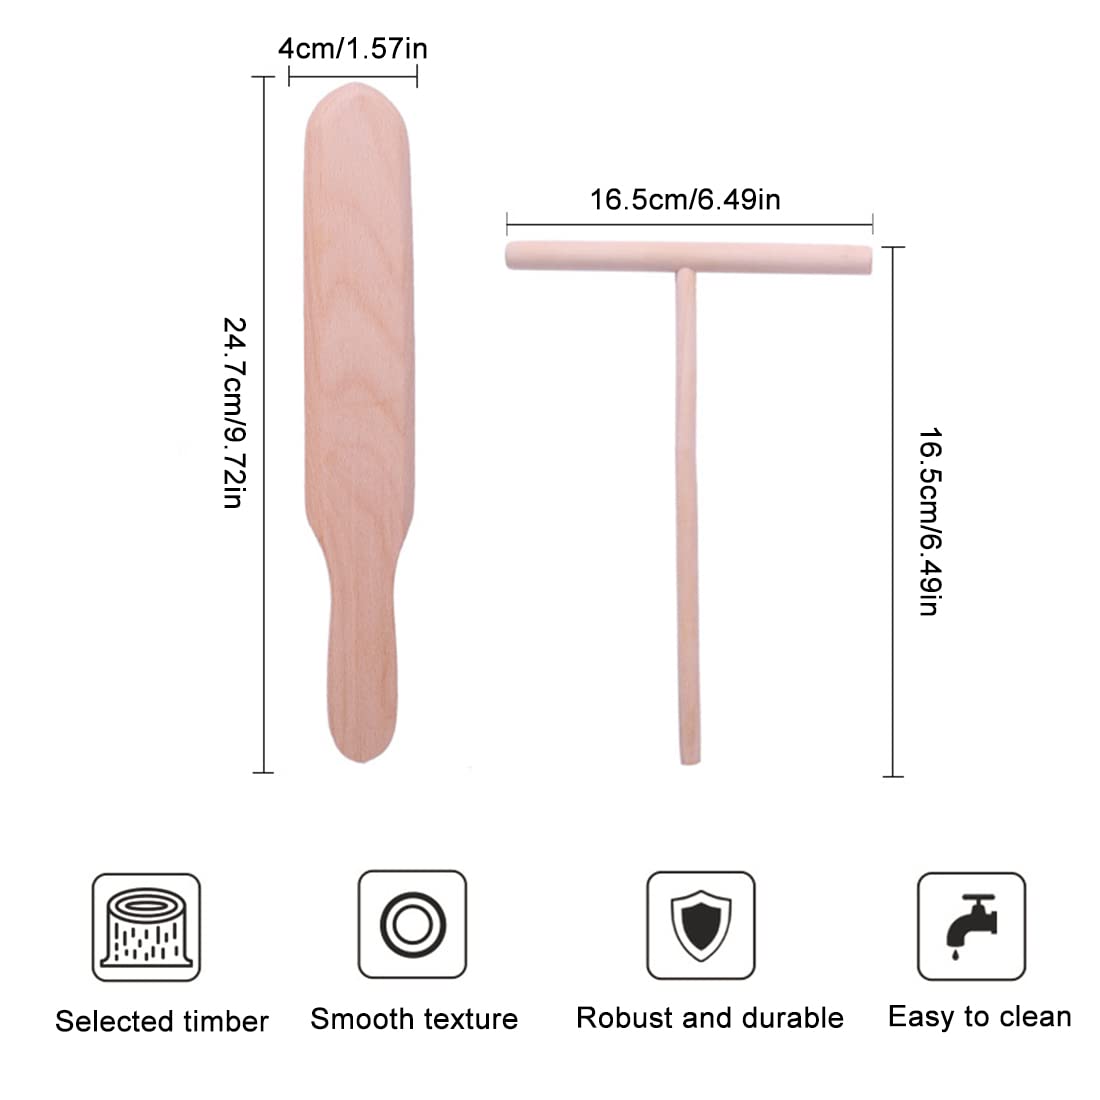 4cm/1.57in
16.5cm/6.49in
24.7cm/9.72in
16.5cm/6.49in
Selected timber
Smooth texture
Robust and durable
Easy to clean